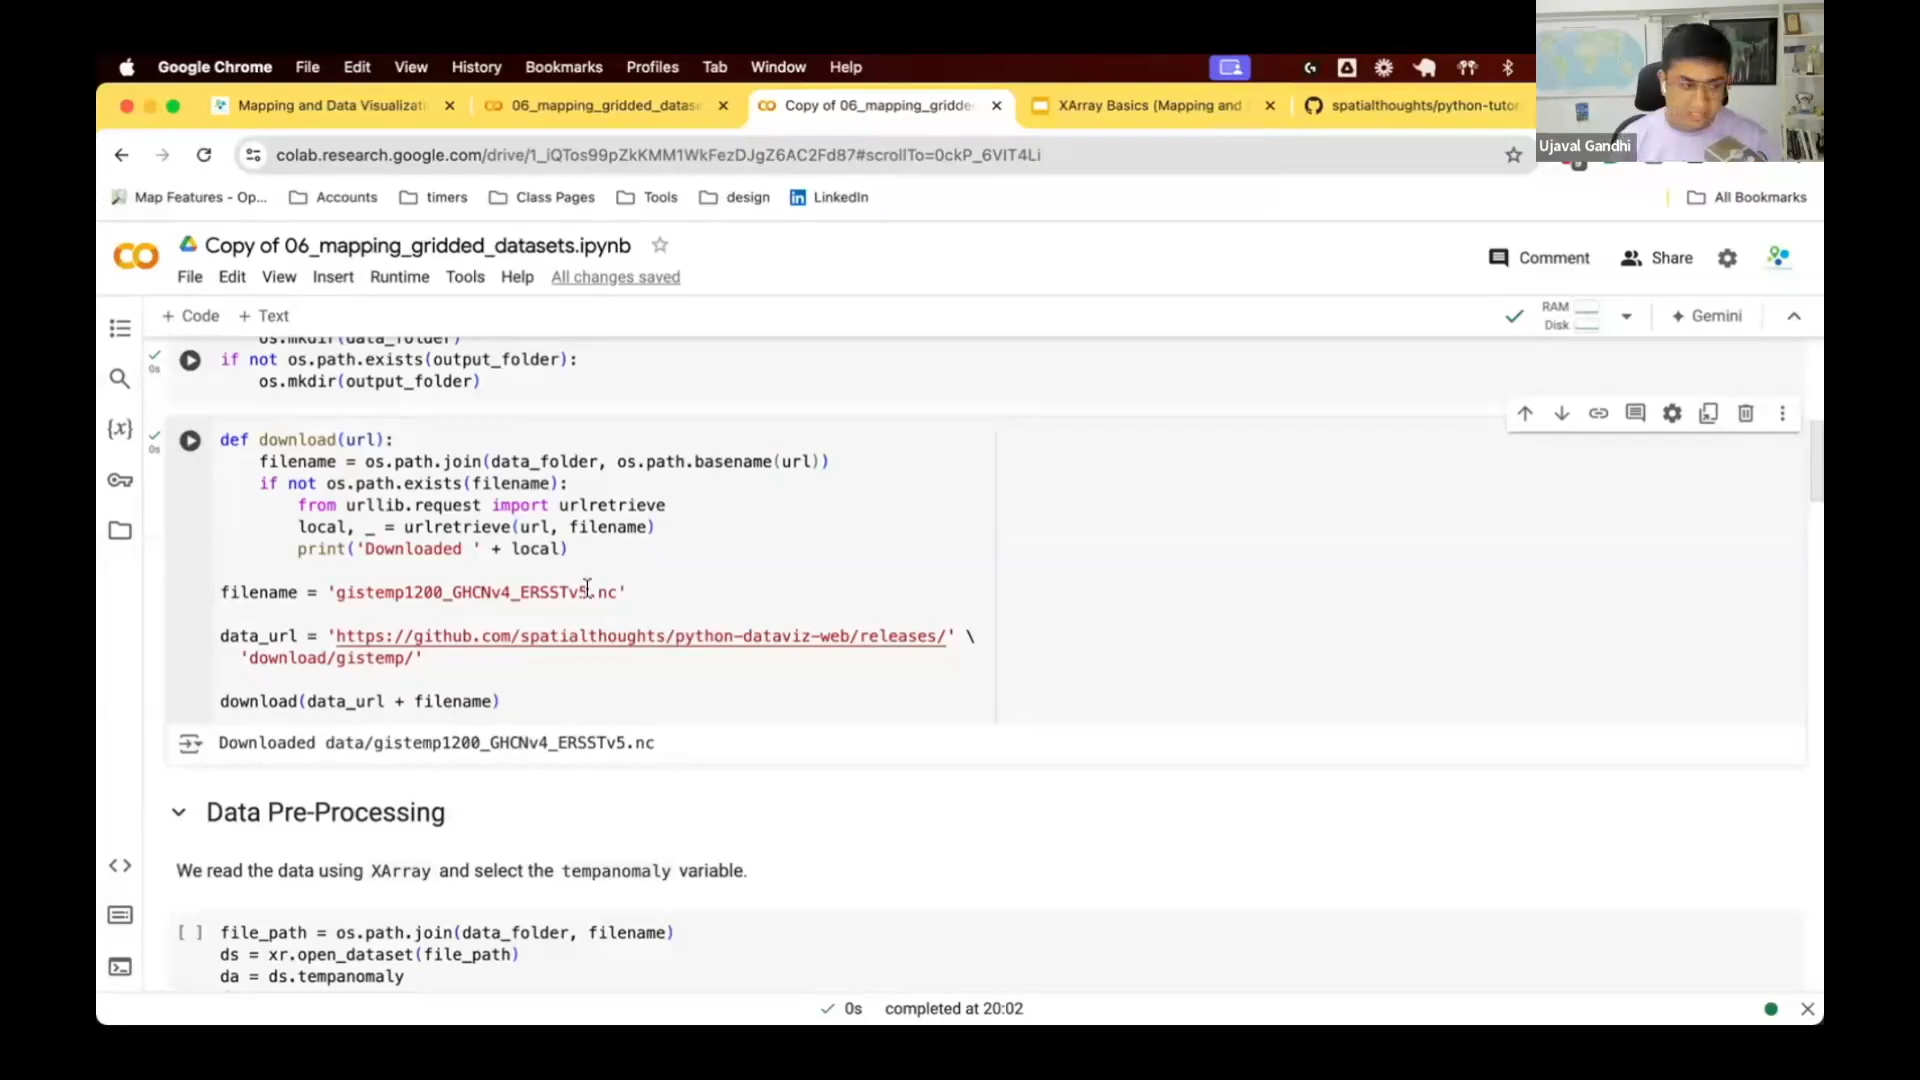 Google Chrome File Edit View History Bookmarks Profiles Tab Window Help
Mapping and Data Visualizati
06_mapping_gridded_datase
Copy of 06_mapping_gridde
XArray Basics (Mapping and
spatialthoughts/python-tutor
Ujaval Gandhi
colab.research.google.com/drive/1_iQTos99pZkKMM1WkFezDJgZ6AC2Fd87#scrollTo=0ckP_6VIT4Li
Map Features - Op... Accounts timers Class Pages Tools design LinkedIn All Bookmarks
Copy of 06_mapping_gridded_datasets.ipynb
Comment Share
File Edit View Insert Runtime Tools Help All changes saved
+ Code + Text
RAM
Disk
Gemini
os.mkdir(data_folder)
if not os.path.exists(output_folder):
os.mkdir(output_folder)
0s
def download(url):
filename = os.path.join(data_folder, os.path.basename(url))
if not os.path.exists(filename):
from urllib.request import urlretrieve
local, _ = urlretrieve(url, filename)
print('Downloaded ' + local)
0s
filename = 'gistemp1200_GHCNv4_ERSSTv5.nc'
data_url = 'https://github.com/spatialthoughts/python-dataviz-web/releases/' \
'download/gistemp/'
download(data_url + filename)
Downloaded data/gistemp1200_GHCNv4_ERSSTv5.nc
Data Pre-Processing
We read the data using XArray and select the tempanomaly variable.
[ ] file_path = os.path.join(data_folder, filename)
ds = xr.open_dataset(file_path)
da = ds.tempanomaly
0s completed at 20:02